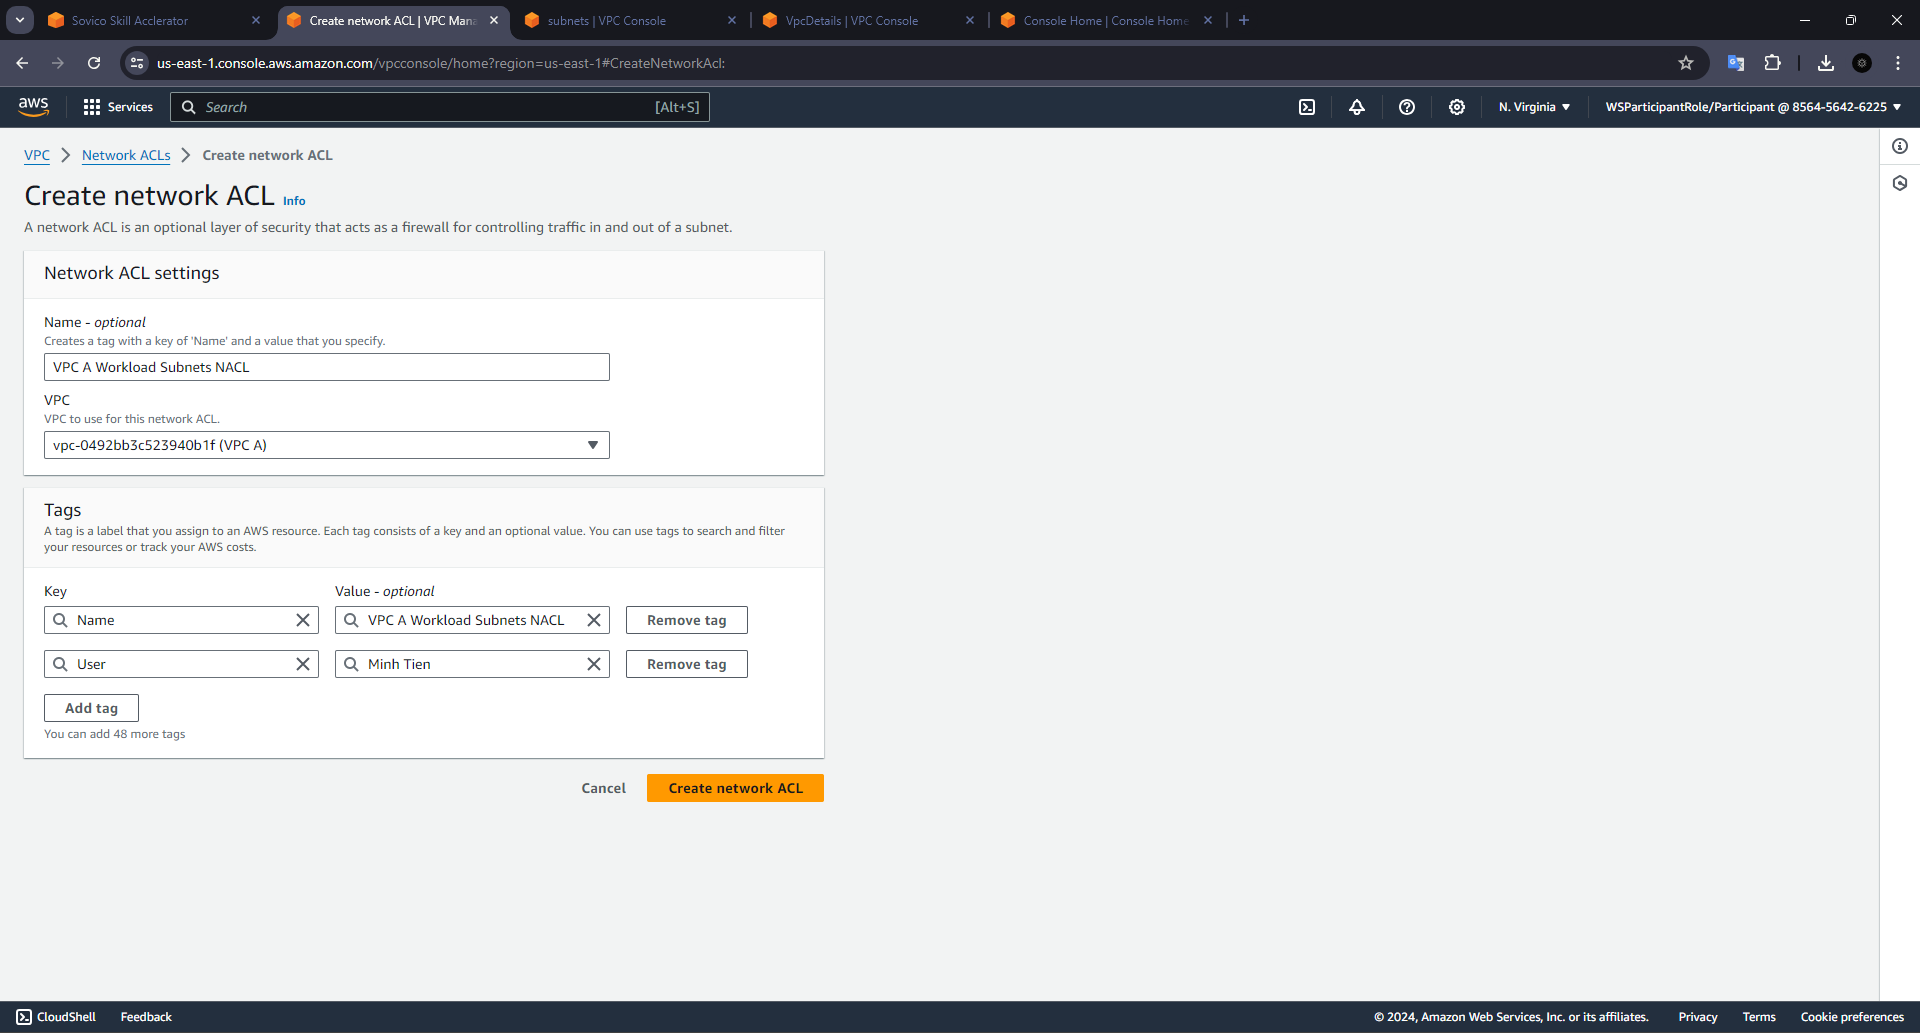 Sovico Skill Acclerator
Create network ACL | VPC Mana
subnets | VPC Console
VpcDetails | VPC Console
Console Home | Console Home
us-east-1.console.aws.amazon.com/vpcconsole/home?region=us-east-1#CreateNetworkAcl:
aws
Services
Search
[Alt+S]
N. Virginia
WSParticipantRole/Participant @ 8564-5642-6225
VPC
Network ACLs
Create network ACL
Create network ACL Info
A network ACL is an optional layer of security that acts as a firewall for controlling traffic in and out of a subnet.
Network ACL settings
Name - optional
Creates a tag with a key of 'Name' and a value that you specify.
VPC A Workload Subnets NACL
VPC
VPC to use for this network ACL.
vpc-0492bb3c523940b1f (VPC A)
Tags
A tag is a label that you assign to an AWS resource. Each tag consists of a key and an optional value. You can use tags to search and filter
your resources or track your AWS costs.
Key
Value - optional
Name
VPC A Workload Subnets NACL
Remove tag
User
Minh Tien
Remove tag
Add tag
You can add 48 more tags
Cancel
Create network ACL
CloudShell
Feedback
© 2024, Amazon Web Services, Inc. or its affiliates.
Privacy
Terms
Cookie preferences